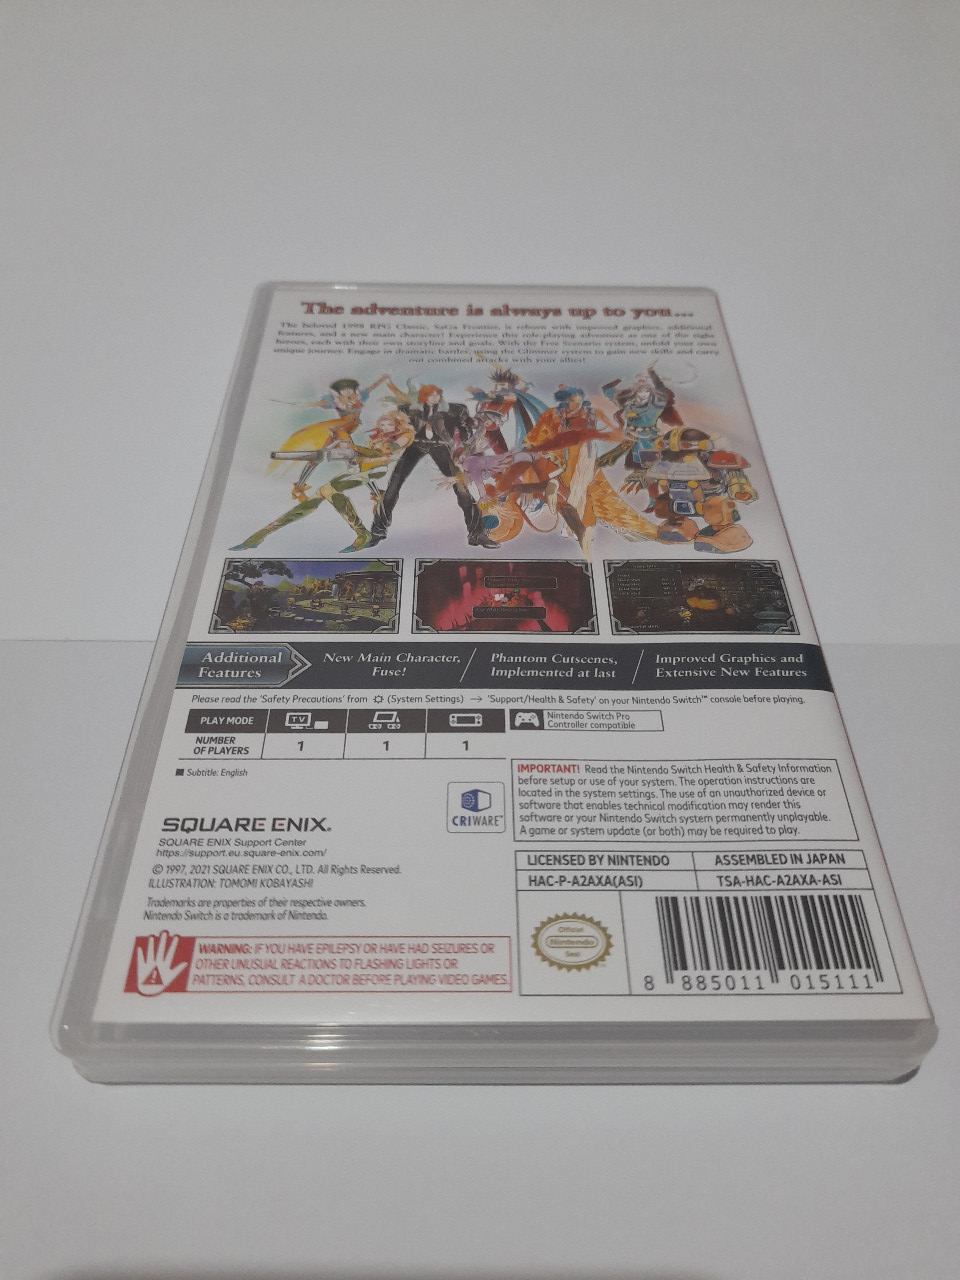 The adventure is always up to you...
The beloved 1998 RPG Classic, SaGa Frontier, is reborn with improved graphics, additional
features, and a new main character! Experience this role-playing adventure as one of the eight
heroes, each with their own storyline and goals. With the Free Scenario system, unfold your own
unique journey. Engage in dramatic battles using the Glimmer system to gain new skills and carry
out combined attacks with your allies!
Additional
Features
New Main Character,
Fuse!
Phantom Cutscenes,
Implemented at last
Improved Graphics and
Extensive New Features
Please read the 'Safety Precautions' from (System Settings) → 'Support/Health & Safety' on your Nintendo Switch™ console before playing.
PLAY MODE
TV
Nintendo Switch Pro
Controller compatible
NUMBER
OF PLAYERS
1
1
1
Subtitle: English
IMPORTANT! Read the Nintendo Switch Health & Safety Information
before setup or use of your system. The operation instructions are
located in the system settings. The use of an unauthorized device or
software that enables technical modification may render this
software or your Nintendo Switch system permanently unplayable.
A game or system update (or both) may be required to play.
CRIWARE
SQUARE ENIX®
SQUARE ENIX Support Center
https://support.eu.square-enix.com/
© 1997, 2021 SQUARE ENIX CO., LTD. All Rights Reserved.
ILLUSTRATION: TOMOMI KOBAYASHI
Trademarks are properties of their respective owners.
Nintendo Switch is a trademark of Nintendo.
LICENSED BY NINTENDO
ASSEMBLED IN JAPAN
HAC-P-A2AXA(ASI)
TSA-HAC-A2AXA-ASI
WARNING: IF YOU HAVE EPILEPSY OR HAVE HAD SEIZURES OR
OTHER UNUSUAL REACTIONS TO FLASHING LIGHTS OR
PATTERNS, CONSULT A DOCTOR BEFORE PLAYING VIDEO GAMES.
Official
Nintendo
Seal
8 885011 015111